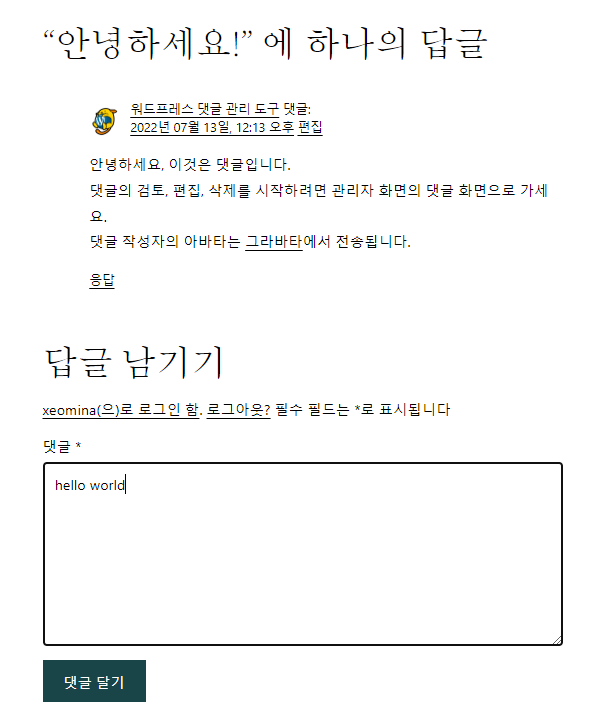 “안녕하세요!” 에 하나의 답글
워드프레스 댓글 관리 도구 댓글:
2022년 07월 13일, 12:13 오후 편집
안녕하세요, 이것은 댓글입니다.
댓글의 검토, 편집, 삭제를 시작하려면 관리자 화면의 댓글 화면으로 가세
요.
댓글 작성자의 아바타는 그라바타에서 전송됩니다.
응답
답글 남기기
xeomina(으)로 로그인 함. 로그아웃? 필수 필드는 *로 표시됩니다
댓글 *
hello world
댓글 달기